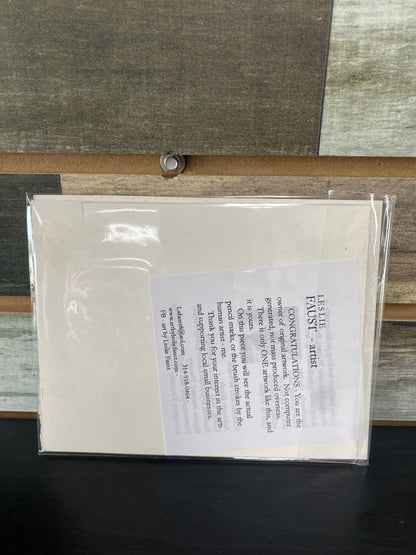 LESLIE
FAUST - artist
CONGRATULATIONS - You are the
owner of original artwork. Not computer
generated, not mass produced overseas.
There is only ONE artwork like this, and
it is yours.
On this piece you will see the actual
pencil marks, or the brush strokes by the
human artist - me.
Thank you for your interest in the arts
and supporting local small businesses.
314-918-0464 -
www.artbylesliefaust.com -
FB - art by Leslie Faust